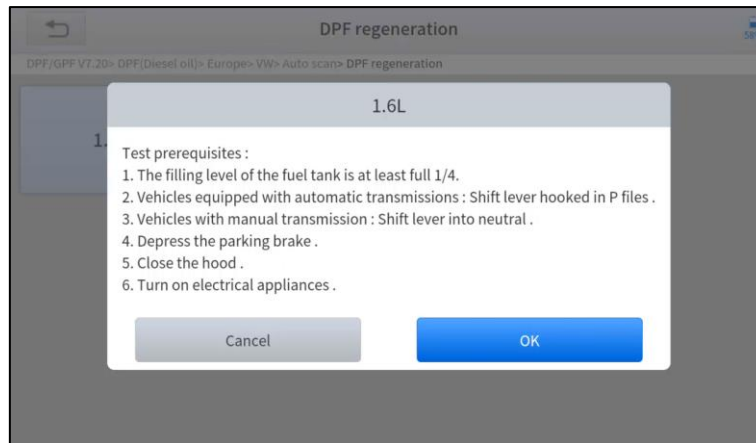 DPF regeneration
DPF/GPF V7.20> DPF(Diesel oil)> Europe> VW> Auto scan> DPF regeneration
1.6L
1.
Test prerequisites :
1. The filling level of the fuel tank is at least full 1/4.
2. Vehicles equipped with automatic transmissions : Shift lever hooked in P files .
3. Vehicles with manual transmission : Shift lever into neutral .
4. Depress the parking brake .
5. Close the hood .
6. Turn on electrical appliances .
Cancel
OK